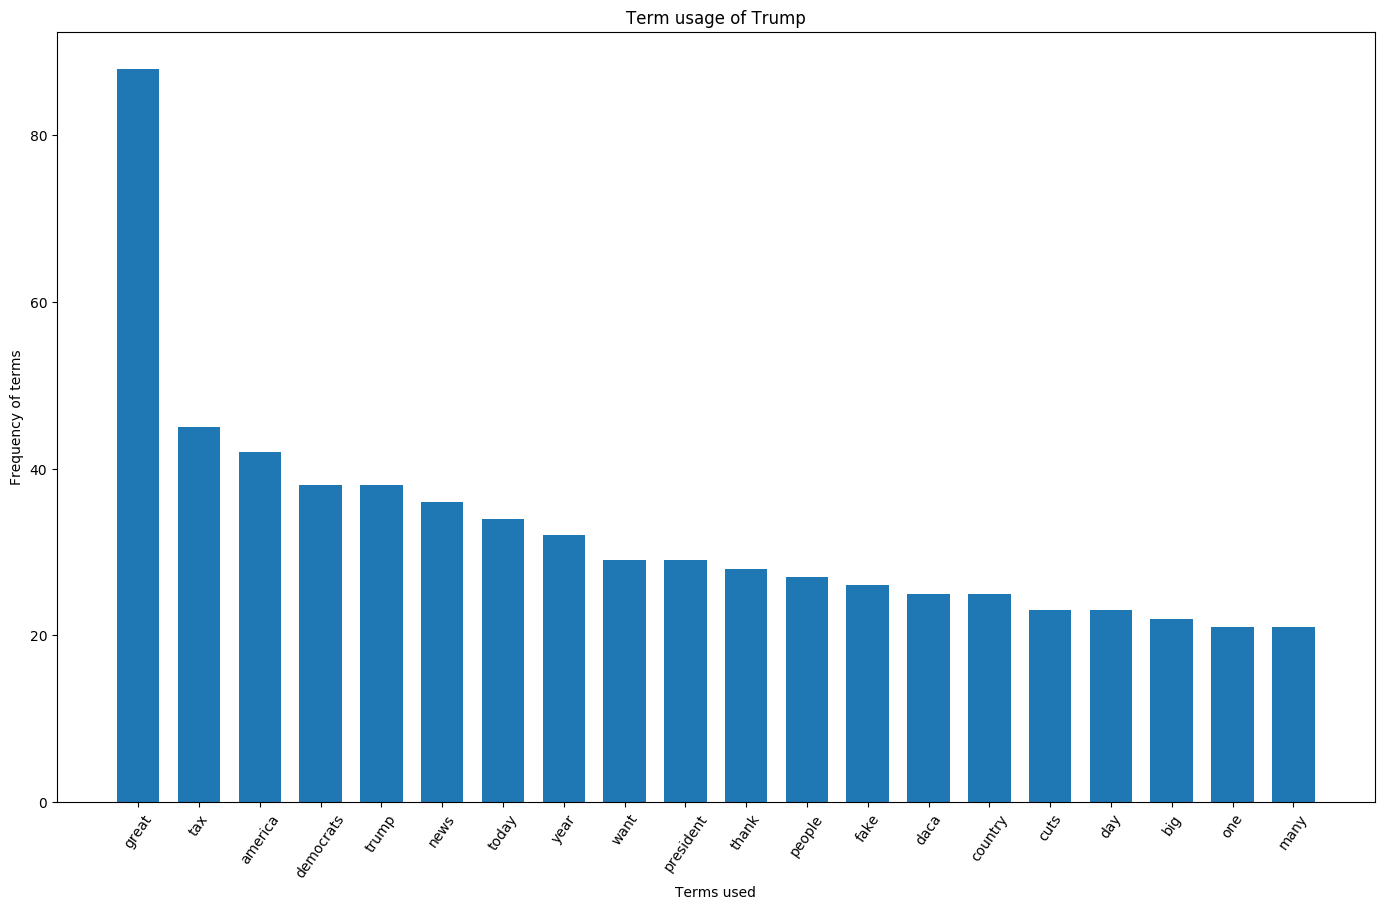 Term usage of Trump
Frequency of terms
80
60
40
20
0
great
tax
america
democrats
trump
news
today
year
want
president
thank
people
fake
daca
country
cuts
day
big
one
many
Terms used